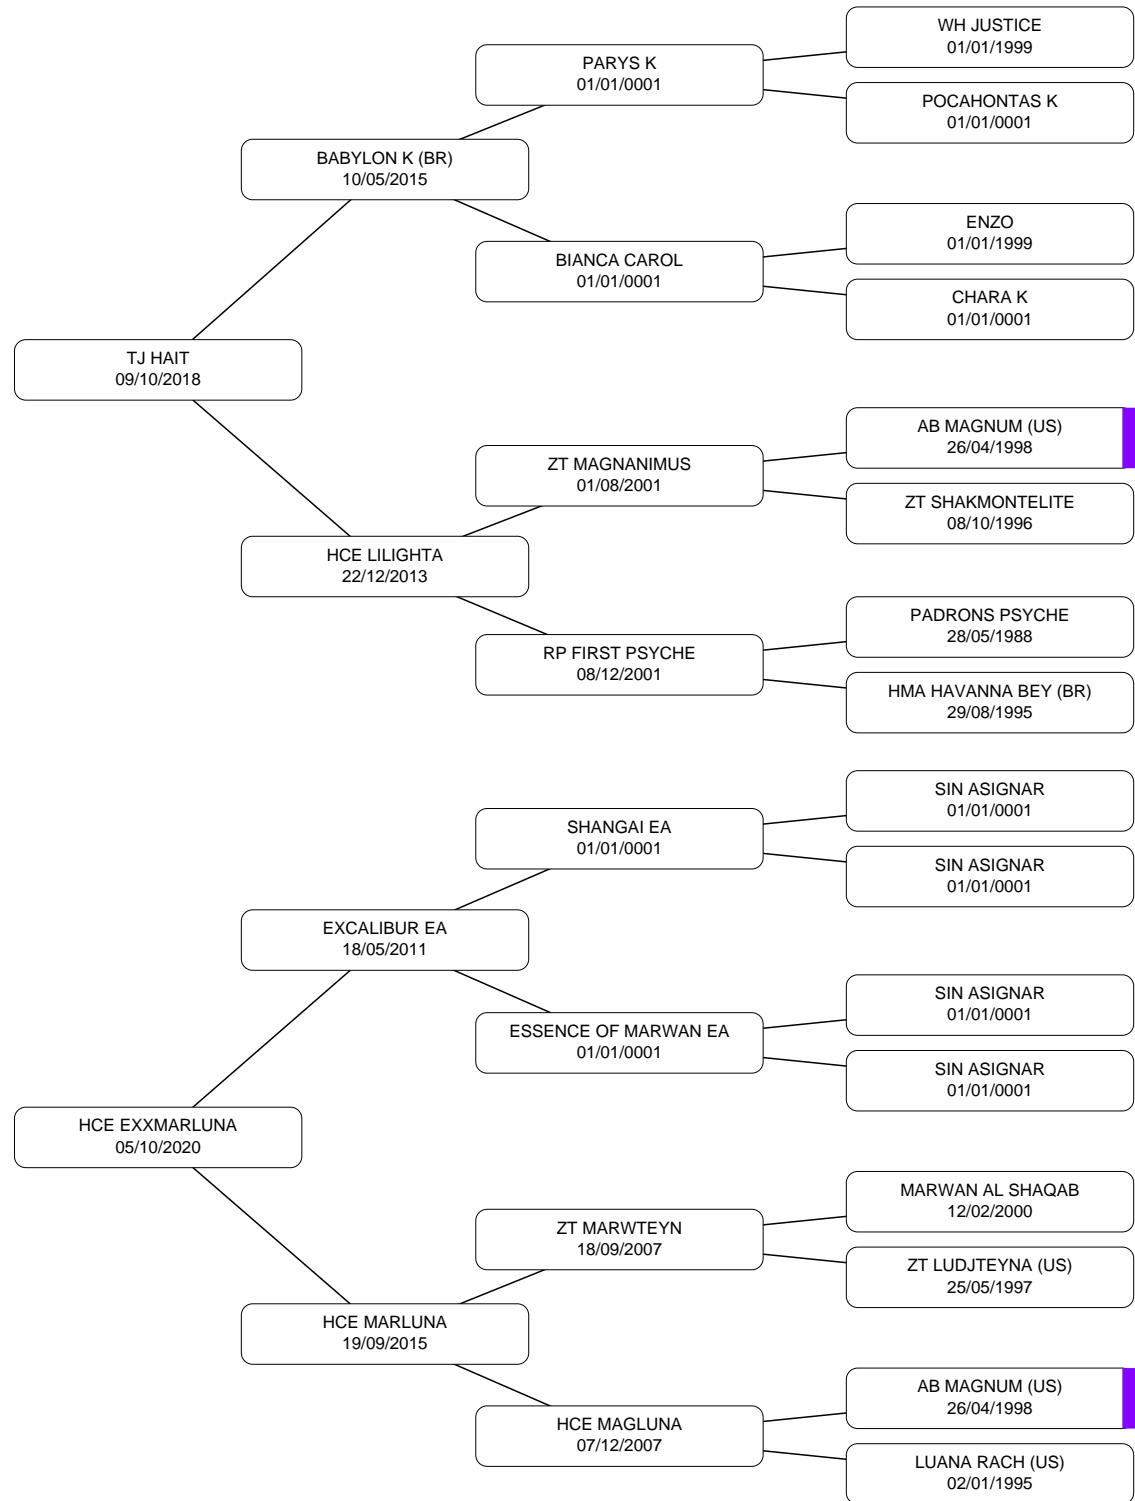 WH JUSTICE
01/01/1999
PARYS K
01/01/0001
POCAHONTAS K
01/01/0001
BABYLON K (BR)
10/05/2015
ENZO
01/01/1999
BIANCA CAROL
01/01/0001
CHARA K
01/01/0001
TJ HAIT
09/10/2018
AB MAGNUM (US)
26/04/1998
ZT MAGNANIMUS
01/08/2001
ZT SHAKMONTELITE
08/10/1996
HCE LILIGHTA
22/12/2013
PADRONS PSYCHE
28/05/1988
RP FIRST PSYCHE
08/12/2001
HMA HAVANNA BEY (BR)
29/08/1995
SIN ASIGNAR
01/01/0001
SHANGAI EA
01/01/0001
SIN ASIGNAR
01/01/0001
EXCALIBUR EA
18/05/2011
SIN ASIGNAR
01/01/0001
ESSENCE OF MARWAN EA
01/01/0001
SIN ASIGNAR
01/01/0001
HCE EXXMARLUNA
05/10/2020
MARWAN AL SHAQAB
12/02/2000
ZT MARWTEYN
18/09/2007
ZT LUDJTEYNA (US)
25/05/1997
HCE MARLUNA
19/09/2015
AB MAGNUM (US)
26/04/1998
HCE MAGLUNA
07/12/2007
LUANA RACH (US)
02/01/1995